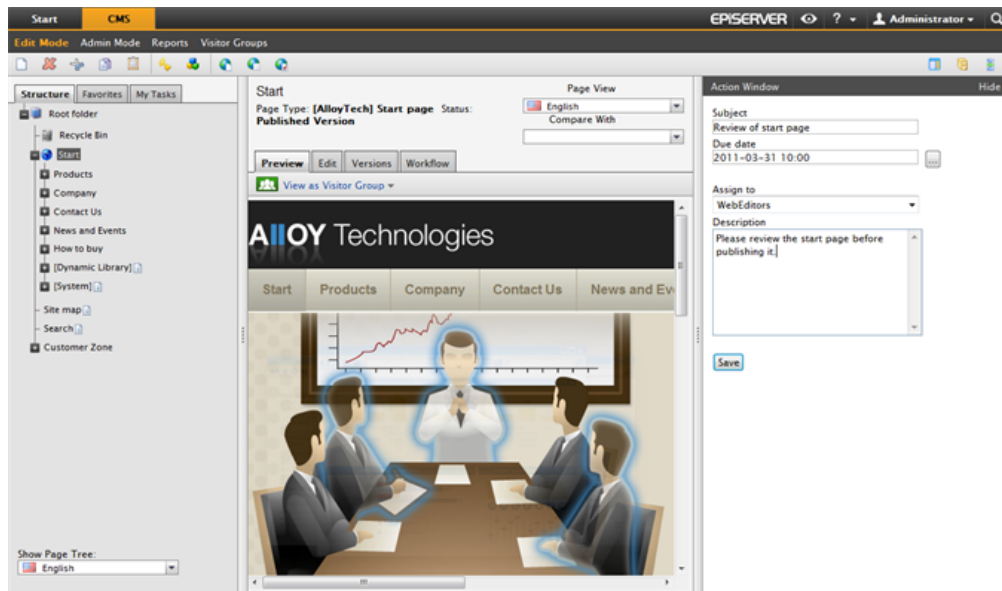 Start CMS EPiSERVER ? Administrator
Edit Mode Admin Mode Reports Visitor Groups
Structure Favorites My Tasks
Root folder
Recycle Bin
Start
Products
Company
Contact Us
News and Events
How to buy
[Dynamic Library]
[System]
Site map
Search
Customer Zone
Show Page Tree:
English
Start
Page Type: [AlloyTech] Start page Status:
Published Version
Page View
English
Compare With
Preview Edit Versions Workflow
View as Visitor Group
ALLOY Technologies
Start Products Company Contact Us News and Eve
Action Window Hide
Subject
Review of start page
Due date
2011-03-31 10:00
...
Assign to
WebEditors
Description
Please review the start page before
publishing it.
Save